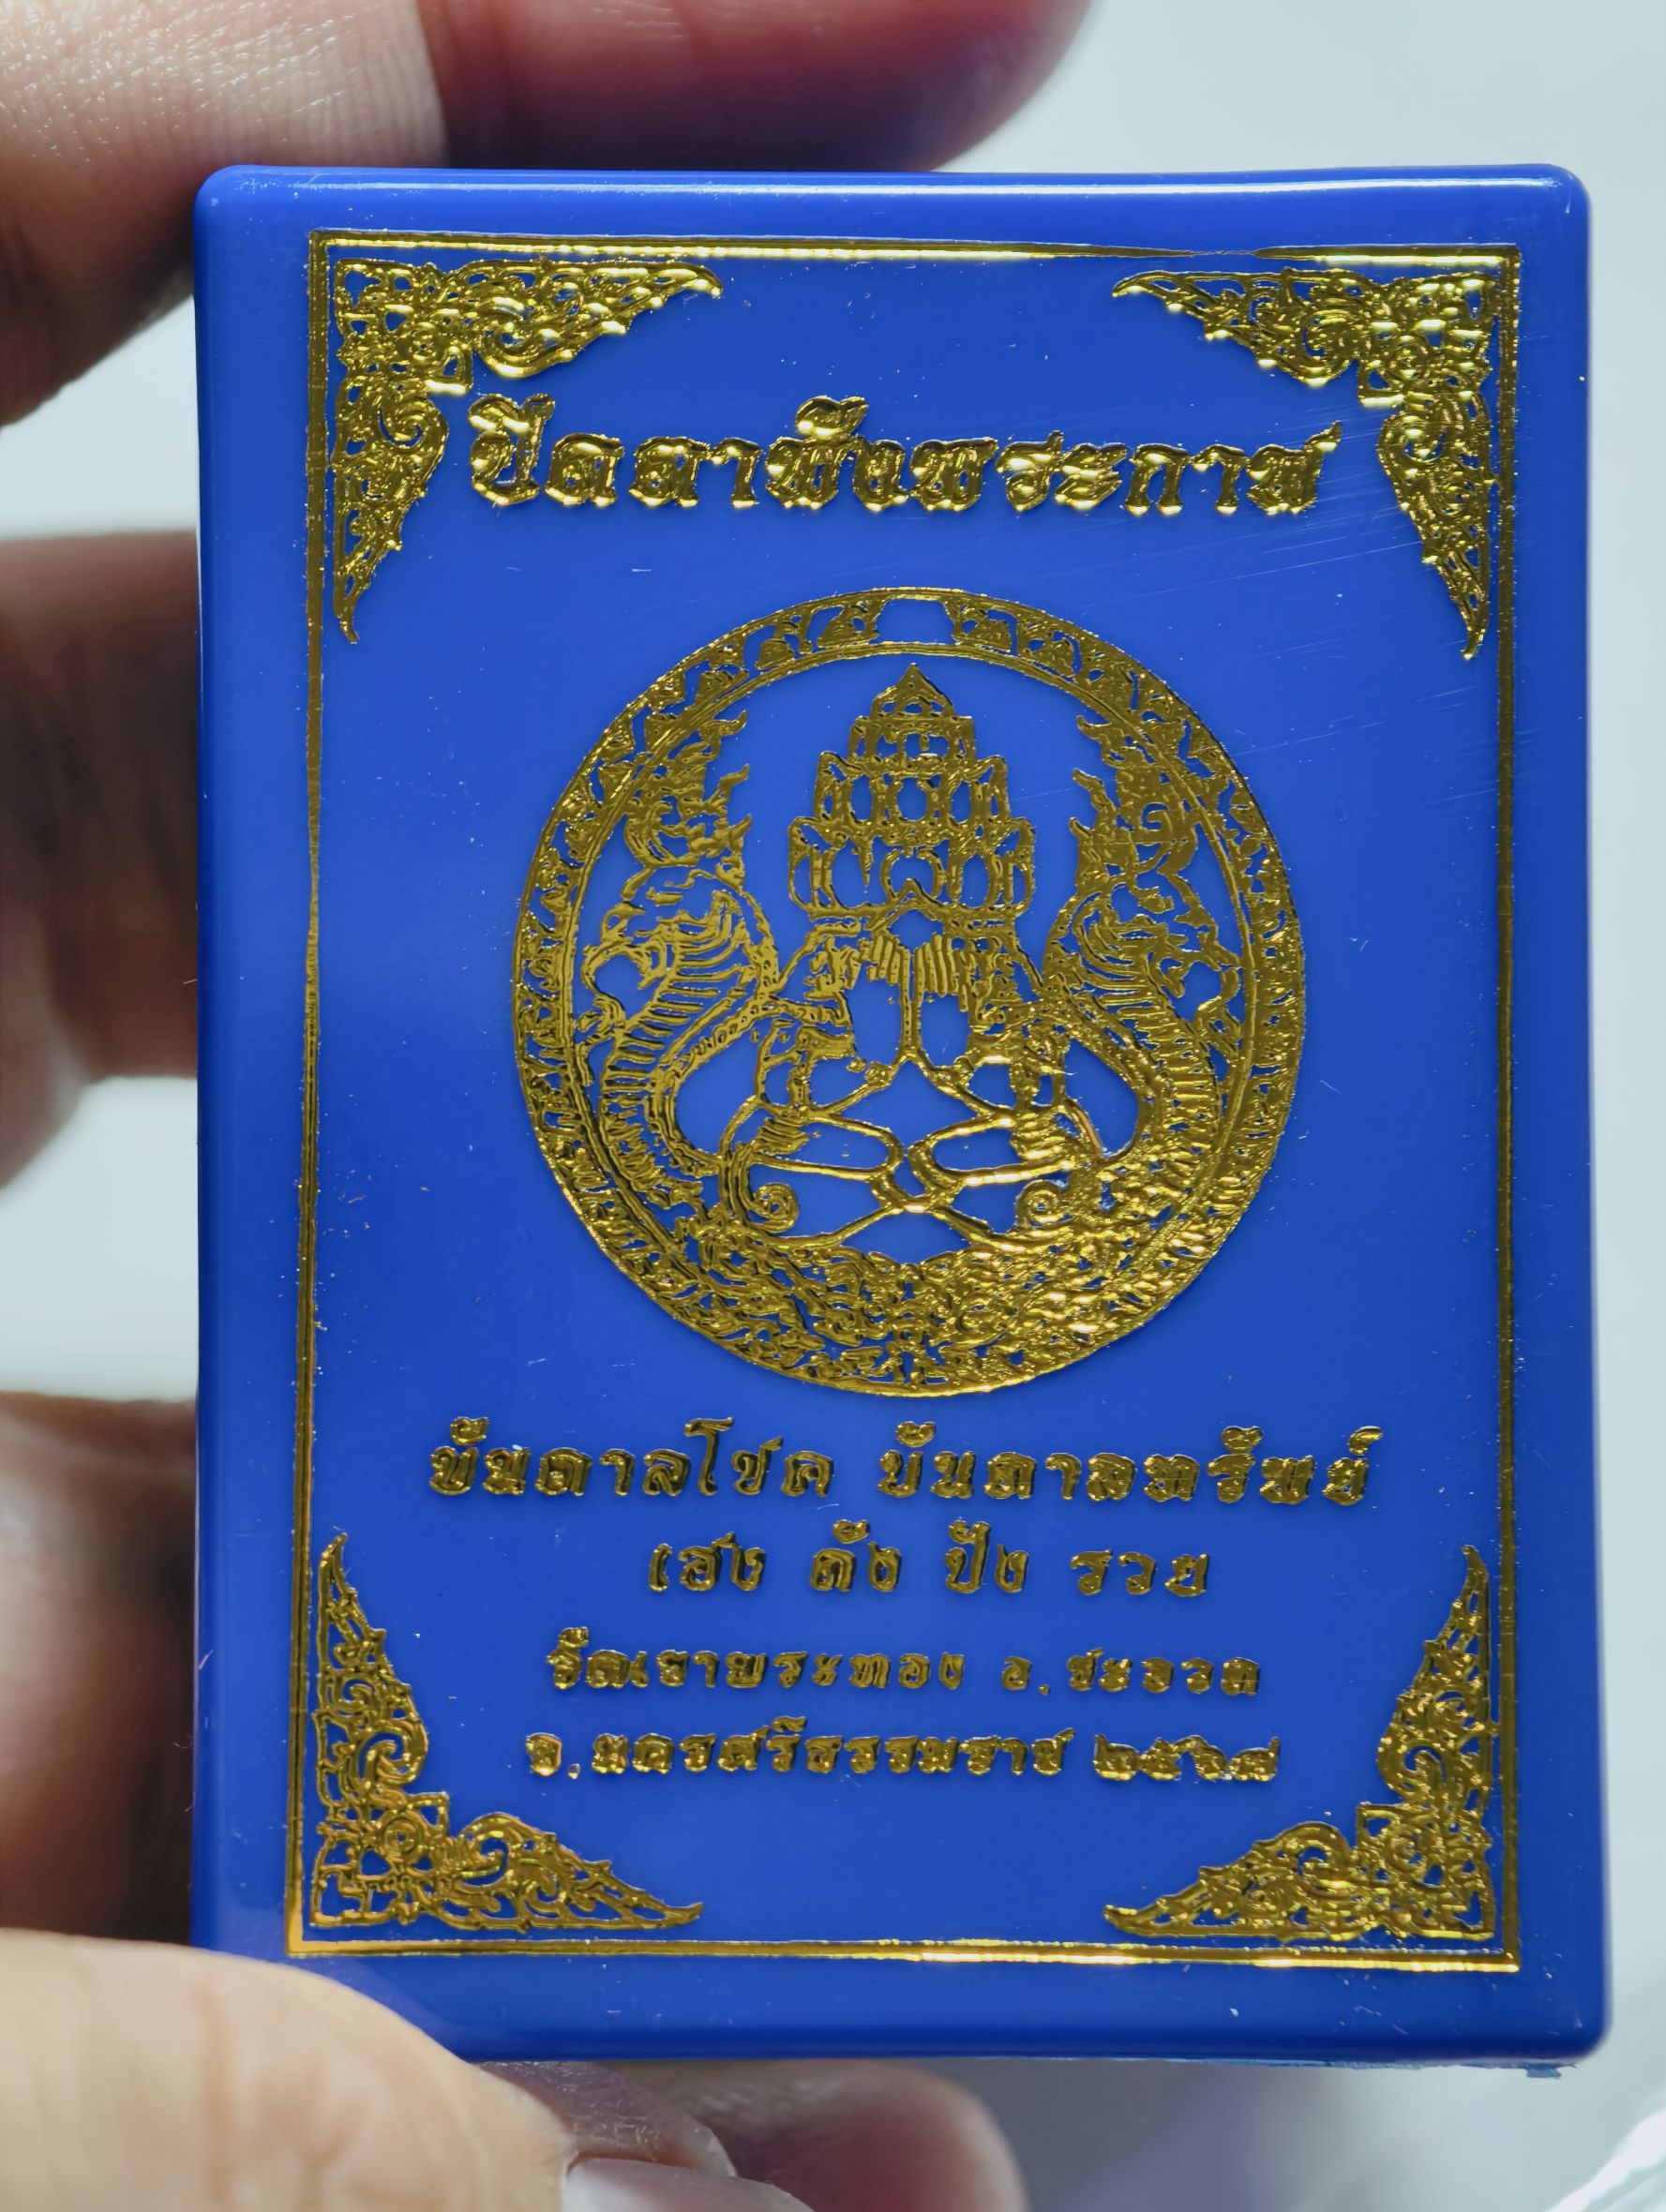 ปิดตาพังพระกาฬ
บันดาลโชค บันดาลทรัพย์
เฮง ดัง ปัง รวย
วัดเขาพระทอง อ.ชะอวด
จ.นครศรีธรรมราช ๒๕๖๗